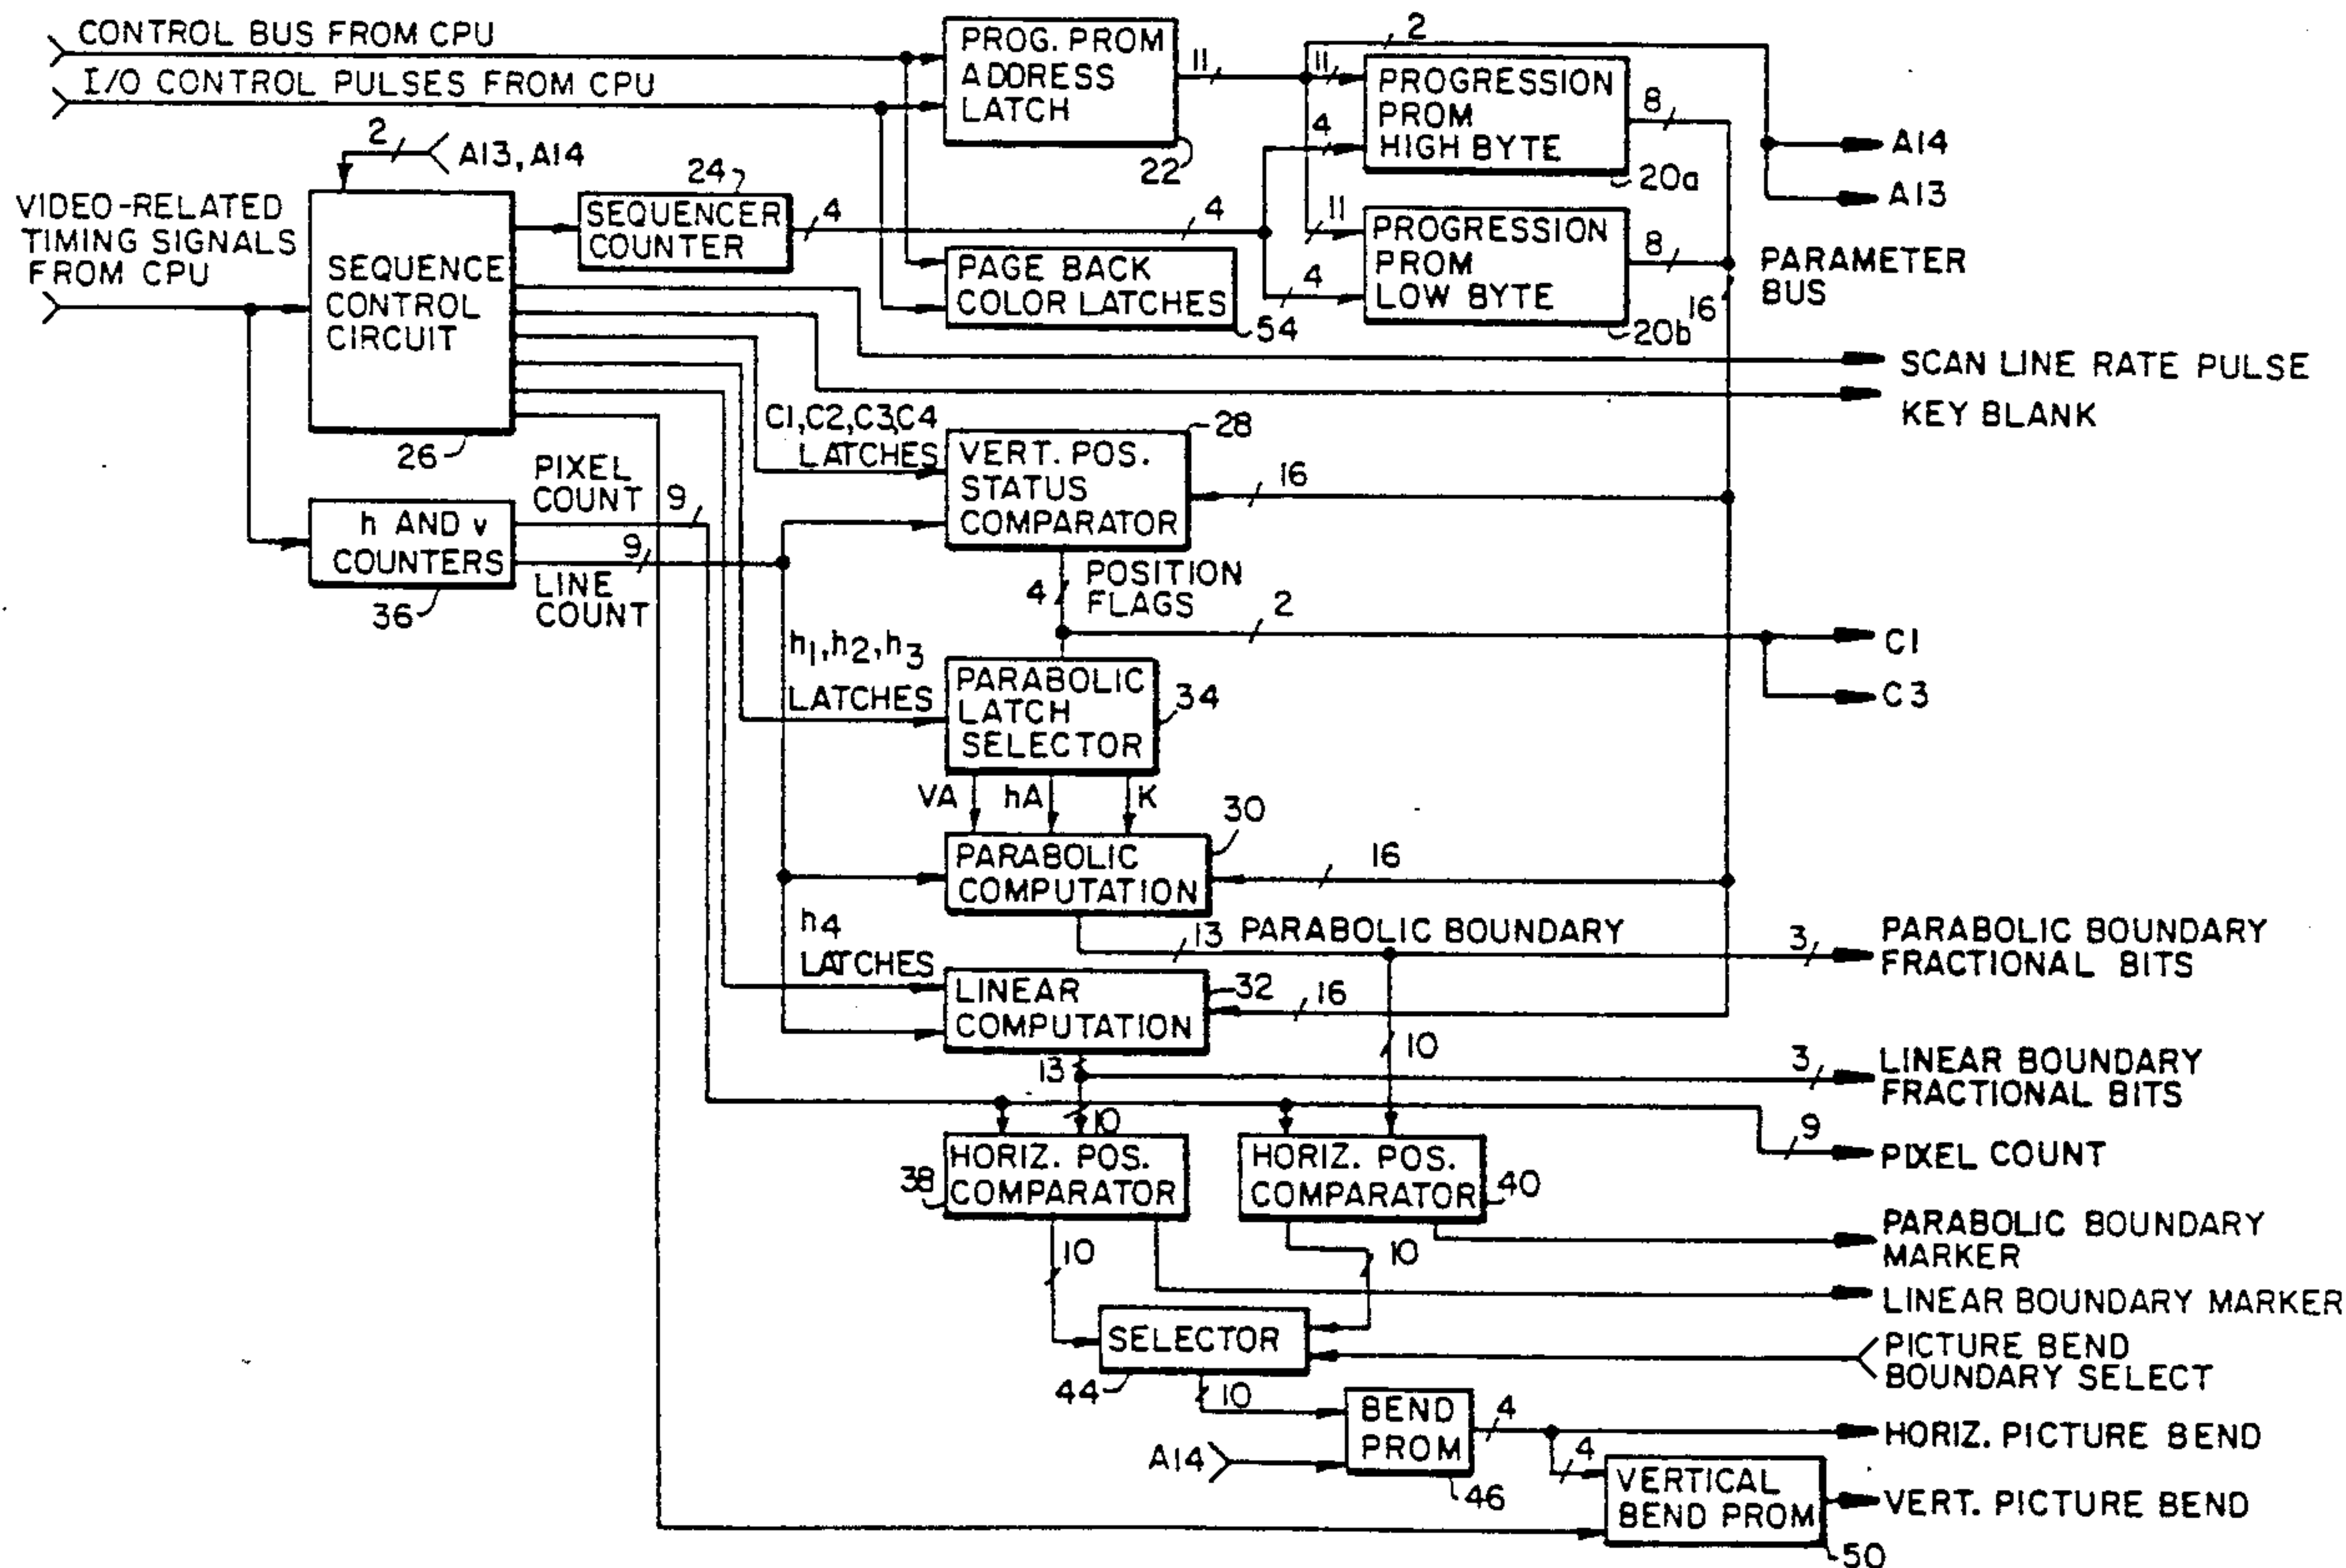 CONTROL BUS FROM CPU
I/O CONTROL PULSES FROM CPU
PROG. PROM
ADDRESS
LATCH
22
11
11
2
PROGRESSION
PROM
HIGH BYTE
20a
4
8
A14
A13
2
A13, A14
VIDEO-RELATED
TIMING SIGNALS
FROM CPU
SEQUENCE
CONTROL
CIRCUIT
26
24
SEQUENCER
COUNTER
4
4
PAGE BACK
COLOR LATCHES
54
11
4
PROGRESSION
PROM
LOW BYTE
20b
8
16
PARAMETER
BUS
SCAN LINE RATE PULSE
KEY BLANK
C1,C2,C3,C4
LATCHES
VERT. POS.
STATUS
COMPARATOR
28
16
h AND v
COUNTERS
36
PIXEL
COUNT
9
9
LINE
COUNT
4
POSITION
FLAGS
2
C1
C3
h1,h2,h3
LATCHES
PARABOLIC
LATCH
SELECTOR
34
VA
hA
K
30
PARABOLIC
COMPUTATION
16
13
PARABOLIC BOUNDARY
3
PARABOLIC BOUNDARY
FRACTIONAL BITS
h4
LATCHES
LINEAR
COMPUTATION
32
16
10
13
3
LINEAR BOUNDARY
FRACTIONAL BITS
10
9
PIXEL COUNT
38
HORIZ. POS.
COMPARATOR
HORIZ. POS.
COMPARATOR
40
PARABOLIC BOUNDARY
MARKER
10
10
LINEAR BOUNDARY MARKER
SELECTOR
44
PICTURE BEND
BOUNDARY SELECT
10
BEND
PROM
46
A14
4
HORIZ. PICTURE BEND
4
VERTICAL
BEND PROM
50
VERT. PICTURE BEND